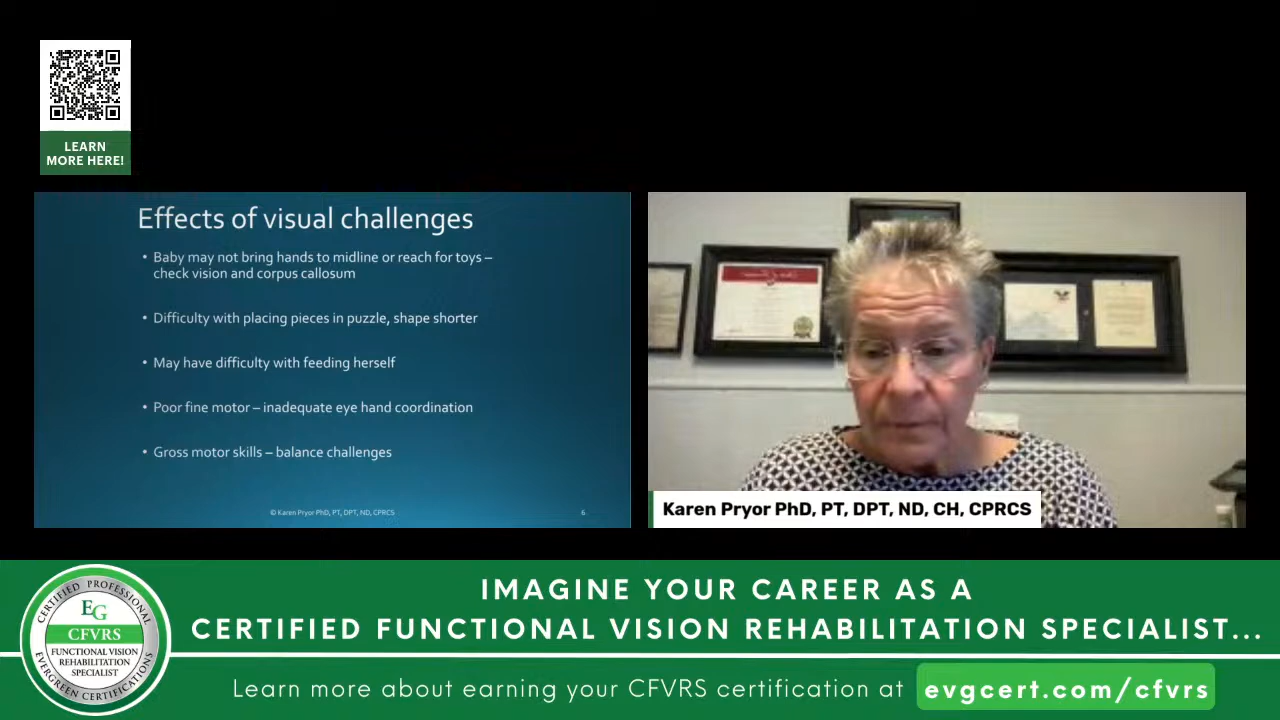 LEARN
MORE HERE!
Effects of visual challenges
• Baby may not bring hands to midline or reach for toys –
check vision and corpus callosum
• Difficulty with placing pieces in puzzle, shape shorter
• May have difficulty with feeding herself
• Poor fine motor – inadequate eye hand coordination
• Gross motor skills – balance challenges
© Karen Pryor PhD, PT, DPT, ND, CPRCS
6
Karen Pryor PhD, PT, DPT, ND, CH, CPRCS
CERTIFIED PROFESSIONAL
EG
CFVRS
FUNCTIONAL VISION
REHABILITATION
SPECIALIST
EVERGREEN CERTIFICATIONS
IMAGINE YOUR CAREER AS A
CERTIFIED FUNCTIONAL VISION REHABILITATION SPECIALIST...
Learn more about earning your CFVRS certification at evgcert.com/cfvrs